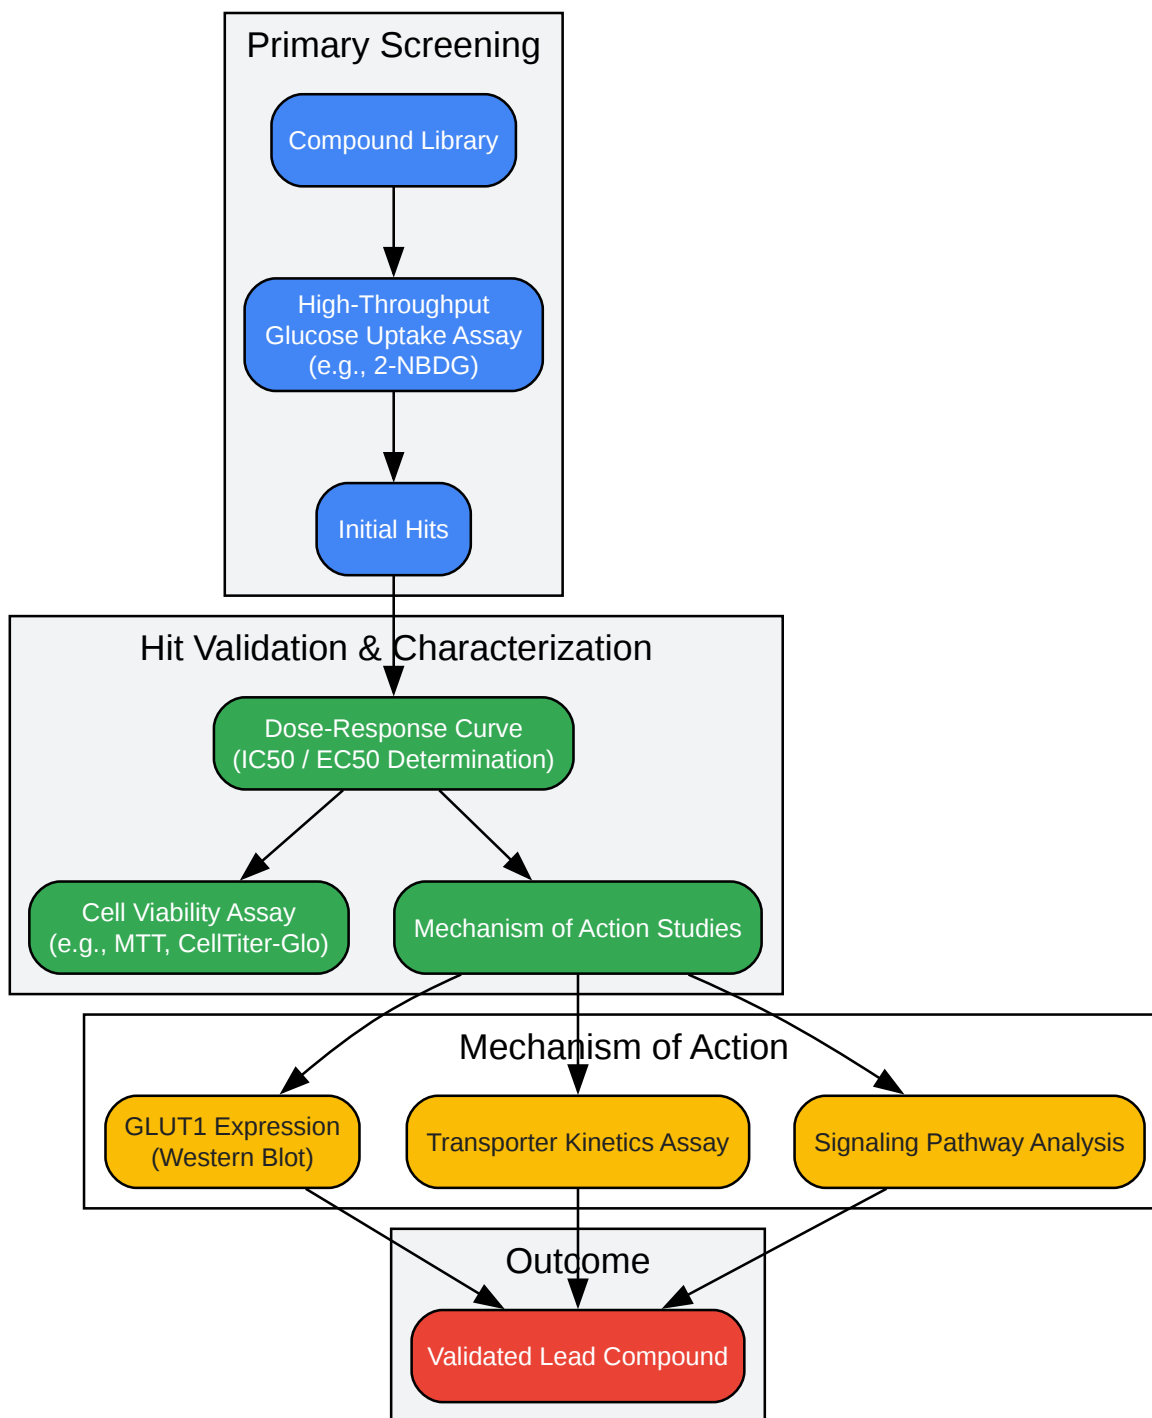 Primary Screening
Compound Library
High-Throughput
Glucose Uptake Assay
(e.g., 2-NBDG)
Initial Hits
Hit Validation & Characterization
Dose-Response Curve
(IC50 / EC50 Determination)
Cell Viability Assay
(e.g., MTT, CellTiter-Glo)
Mechanism of Action Studies
Mechanism of Action
GLUT1 Expression
(Western Blot)
Transporter Kinetics Assay
Signaling Pathway Analysis
Outcome
Validated Lead Compound